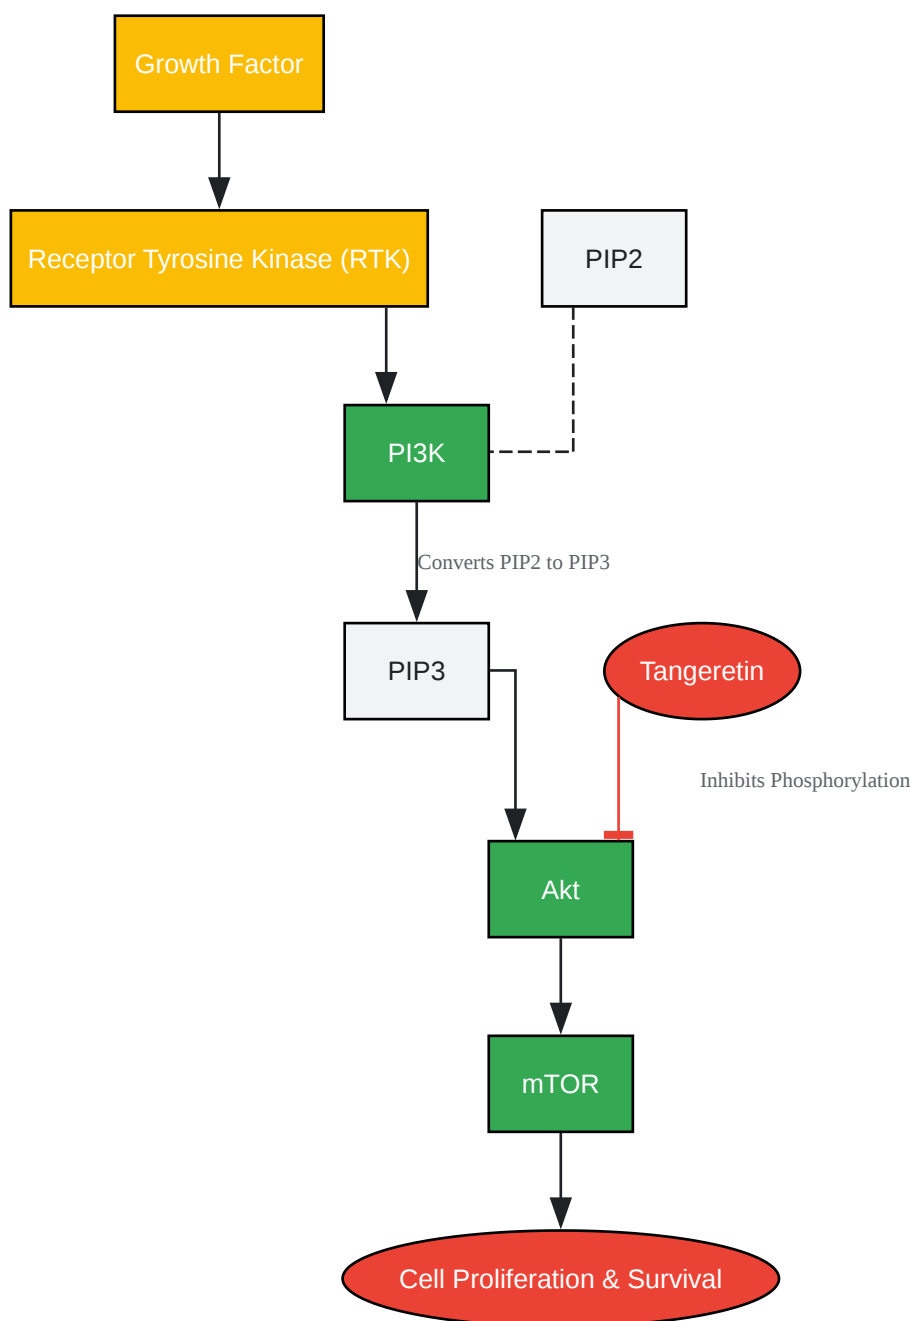 Growth Factor
Receptor Tyrosine Kinase (RTK)
PIP2
PI3K
Converts PIP2 to PIP3
PIP3
Tangeretin
Inhibits Phosphorylation
Akt
mTOR
Cell Proliferation & Survival